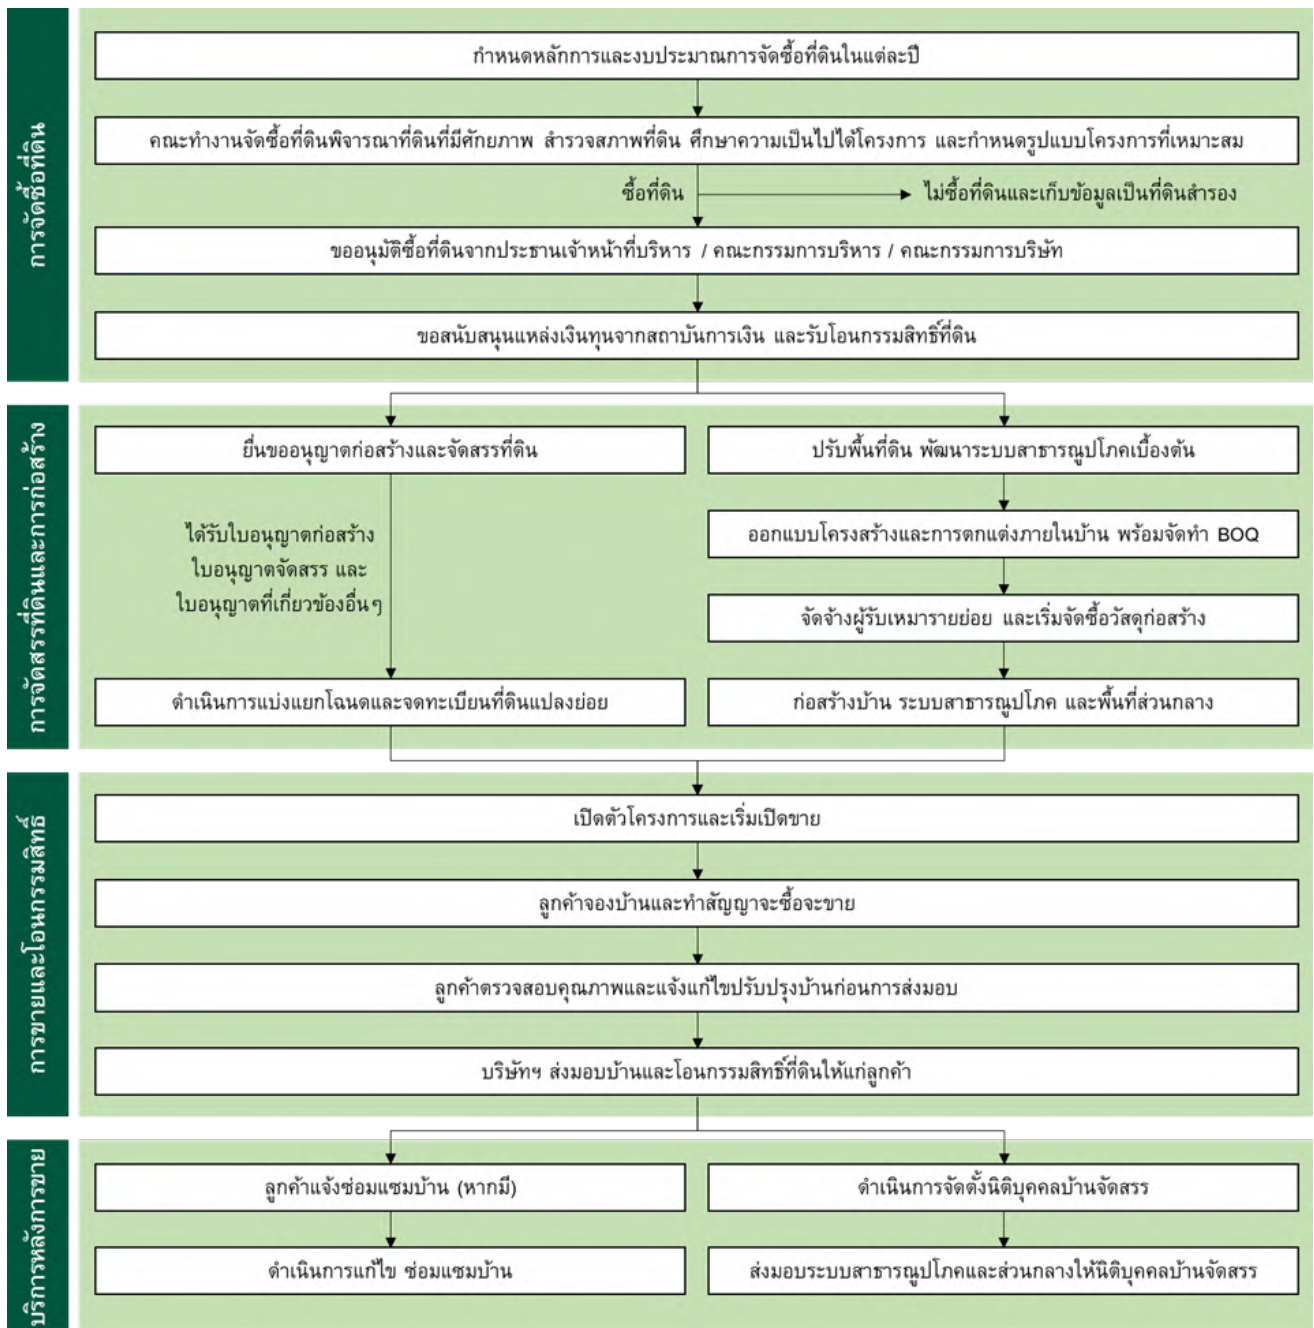 การจัดซื้อที่ดิน
กำหนดหลักการและงบประมาณการจัดซื้อที่ดินในแต่ละปี
คณะทำงานจัดซื้อที่ดินพิจารณาที่ดินที่มีศักยภาพ สำรวจสภาพที่ดิน ศึกษาความเป็นไปได้โครงการ และกำหนดรูปแบบโครงการที่เหมาะสม
ซื้อที่ดิน
ไม่ซื้อที่ดินและเก็บข้อมูลเป็นที่ดินสำรอง
ขออนุมัติซื้อที่ดินจากประธานเจ้าหน้าที่บริหาร / คณะกรรมการบริหาร / คณะกรรมการบริษัท
ขอสนับสนุนแหล่งเงินทุนจากสถาบันการเงิน และรับโอนกรรมสิทธิ์ที่ดิน
การจัดสรรที่ดินและการก่อสร้าง
ยื่นขออนุญาตก่อสร้างและจัดสรรที่ดิน
ได้รับใบอนุญาตก่อสร้าง
ใบอนุญาตจัดสรร และ
ใบอนุญาตที่เกี่ยวข้องอื่นๆ
ดำเนินการแบ่งแยกโฉนดและจดทะเบียนที่ดินแปลงย่อย
ปรับพื้นที่ดิน พัฒนาระบบสาธารณูปโภคเบื้องต้น
ออกแบบโครงสร้างและการตกแต่งภายในบ้าน พร้อมจัดทำ BOQ
จัดจ้างผู้รับเหมารายย่อย และเริ่มจัดซื้อวัสดุก่อสร้าง
ก่อสร้างบ้าน ระบบสาธารณูปโภค และพื้นที่ส่วนกลาง
การขายและโอนกรรมสิทธิ์
เปิดตัวโครงการและเริ่มเปิดขาย
ลูกค้าจองบ้านและทำสัญญาจะซื้อจะขาย
ลูกค้าตรวจสอบคุณภาพและแจ้งแก้ไขปรับปรุงบ้านก่อนการส่งมอบ
บริษัทฯ ส่งมอบบ้านและโอนกรรมสิทธิ์ที่ดินให้แก่ลูกค้า
บริการหลังการขาย
ลูกค้าแจ้งซ่อมแซมบ้าน (หากมี)
ดำเนินการแก้ไข ซ่อมแซมบ้าน
ดำเนินการจัดตั้งนิติบุคคลบ้านจัดสรร
ส่งมอบระบบสาธารณูปโภคและส่วนกลางให้นิติบุคคลบ้านจัดสรร